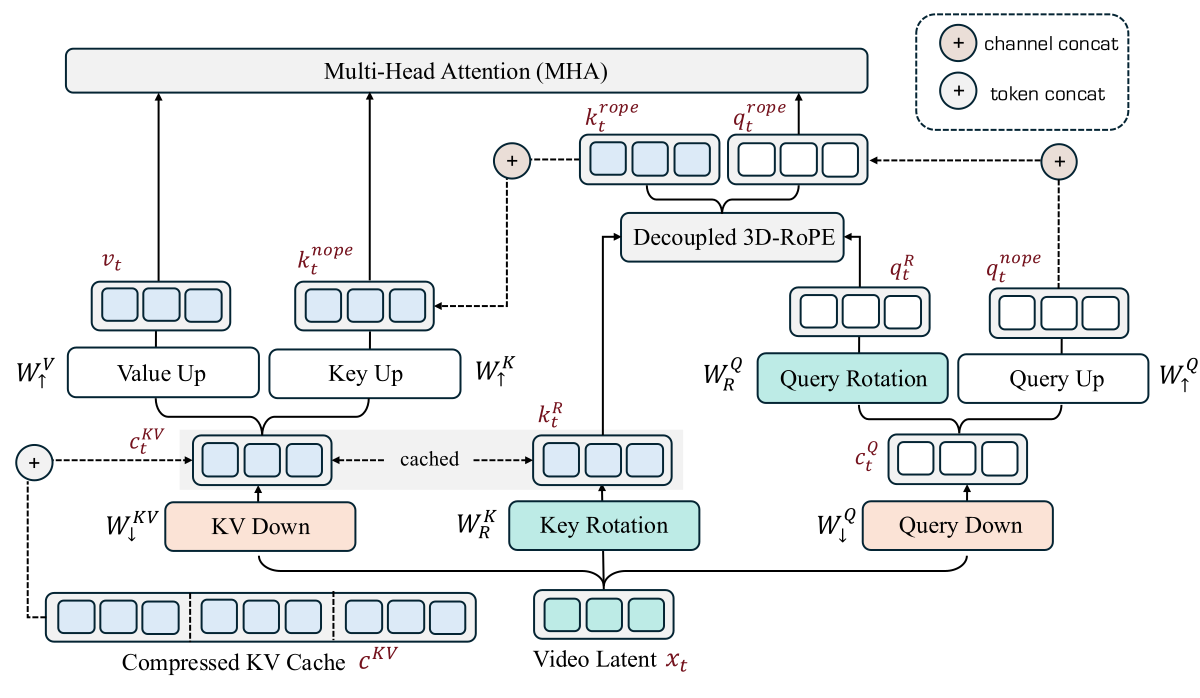 + channel concat
+ token concat
Multi-Head Attention (MHA)
k_t^{rope} q_t^{rope}
+
+
Decoupled 3D-RoPE
v_t k_t^{nope} q_t^R q_t^{nope}
W_↑^V Value Up Key Up W_↑^K
W_R^Q Query Rotation Query Up W_↑^Q
k_t^R
+ c_t^{KV} cached c_t^Q
W_↓^{KV} KV Down W_R^K Key Rotation W_↓^Q Query Down
Compressed KV Cache c^{KV} Video Latent x_t